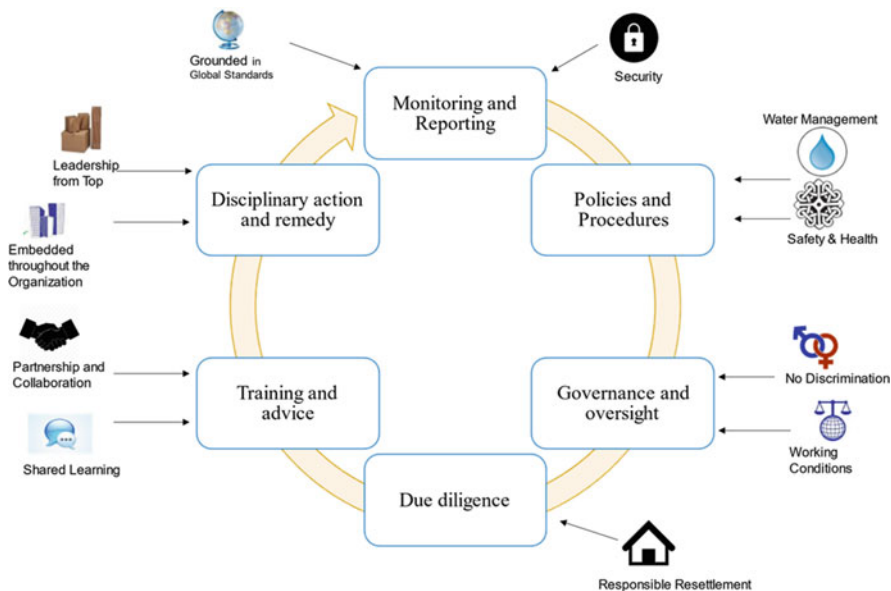 Grounded in
Global Standards
Security
Monitoring and
Reporting
Water Management
Leadership
from Top
Disciplinary action
and remedy
Policies and
Procedures
Safety & Health
Embedded
throughout the
Organization
Partnership and
Collaboration
Training and
advice
Governance and
oversight
No Discrimination
Shared Learning
Working
Conditions
Due diligence
Responsible Resettlement